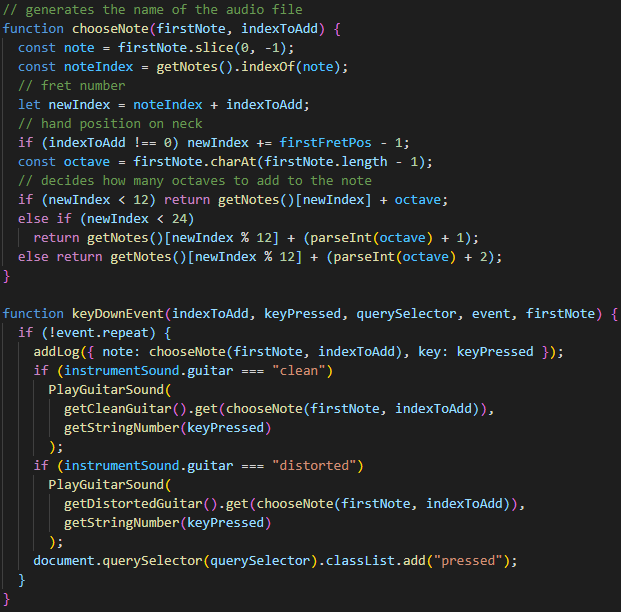 // generates the name of the audio file
function chooseNote(firstNote, indexToAdd) {
  const note = firstNote.slice(0, -1);
  const noteIndex = getNotes().indexOf(note);
  // fret number
  let newIndex = noteIndex + indexToAdd;
  // hand position on neck
  if (indexToAdd !== 0) newIndex += firstFretPos - 1;
  const octave = firstNote.charAt(firstNote.length - 1);
  // decides how many octaves to add to the note
  if (newIndex < 12) return getNotes()[newIndex] + octave;
  else if (newIndex < 24)
    return getNotes()[newIndex % 12] + (parseInt(octave) + 1);
  else return getNotes()[newIndex % 12] + (parseInt(octave) + 2);
}

function keyDownEvent(indexToAdd, keyPressed, querySelector, event, firstNote) {
  if (!event.repeat) {
    addLog({ note: chooseNote(firstNote, indexToAdd), key: keyPressed });
    if (instrumentSound.guitar === "clean")
      PlayGuitarSound(
        getCleanGuitar().get(chooseNote(firstNote, indexToAdd)),
        getStringNumber(keyPressed)
      );
    if (instrumentSound.guitar === "distorted")
      PlayGuitarSound(
        getDistortedGuitar().get(chooseNote(firstNote, indexToAdd)),
        getStringNumber(keyPressed)
      );
    document.querySelector(querySelector).classList.add("pressed");
  }
}